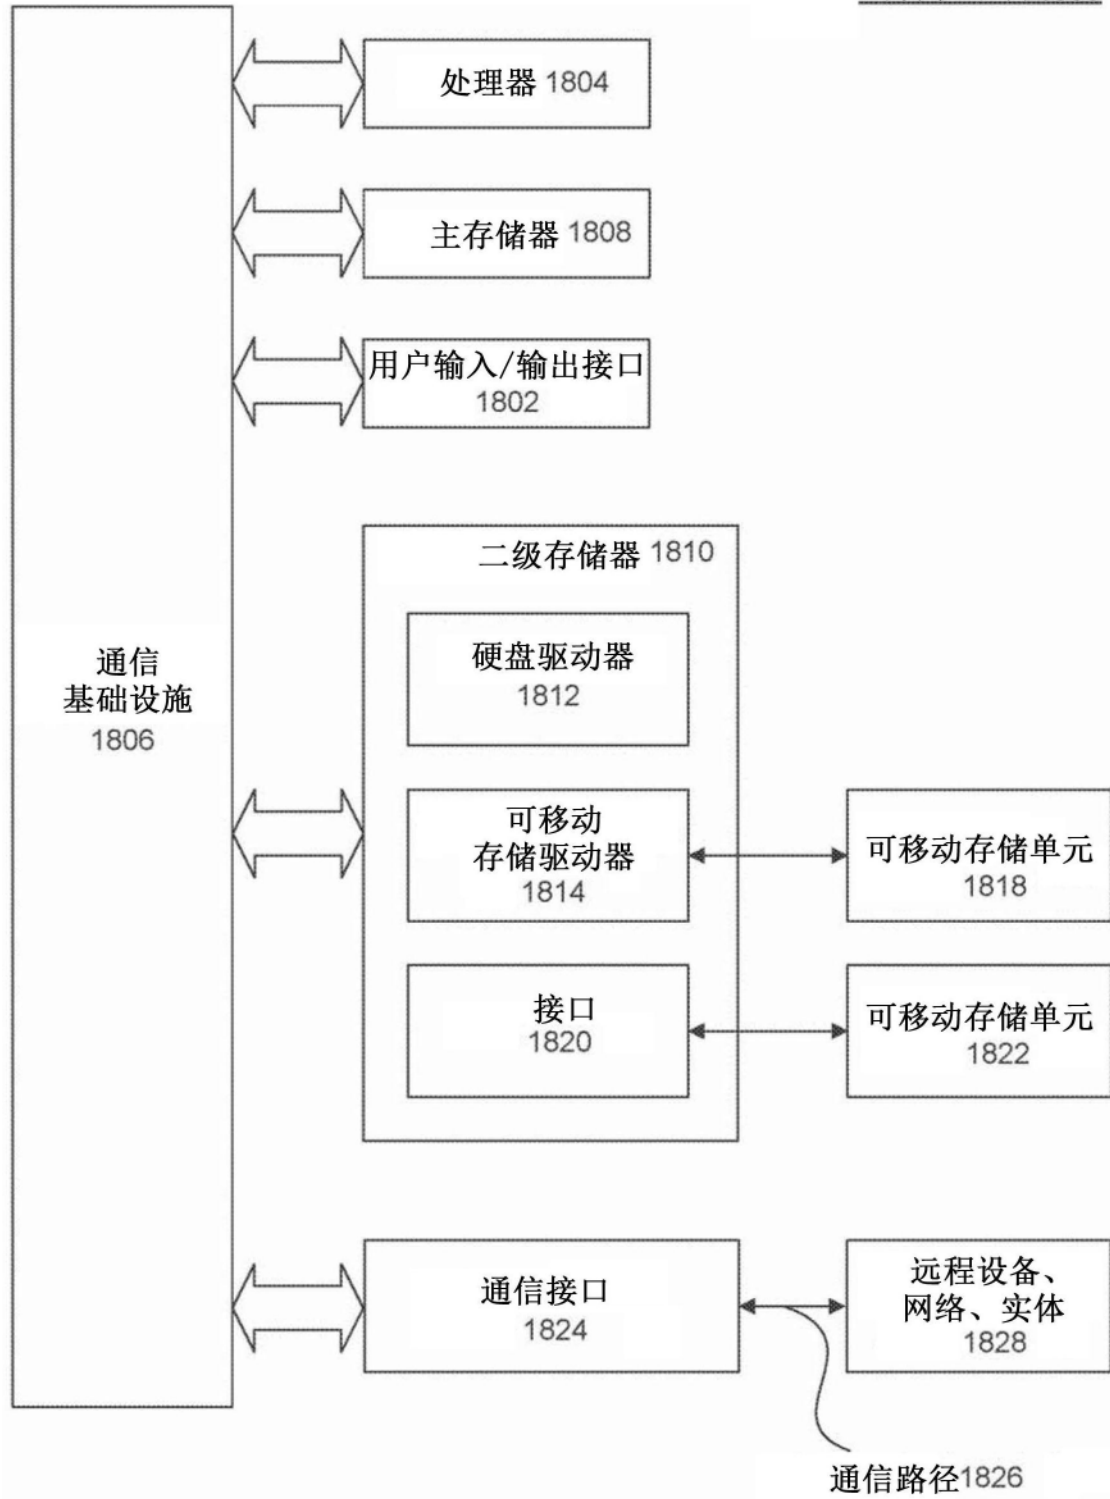 处理器 1804
主存储器 1808
用户输入/输出接口
1802
二级存储器 1810
硬盘驱动器
1812
通信
基础设施
1806
可移动
存储驱动器
1814
可移动存储单元
1818
接口
1820
可移动存储单元
1822
通信接口
1824
远程设备、
网络、实体
1828
通信路径1826